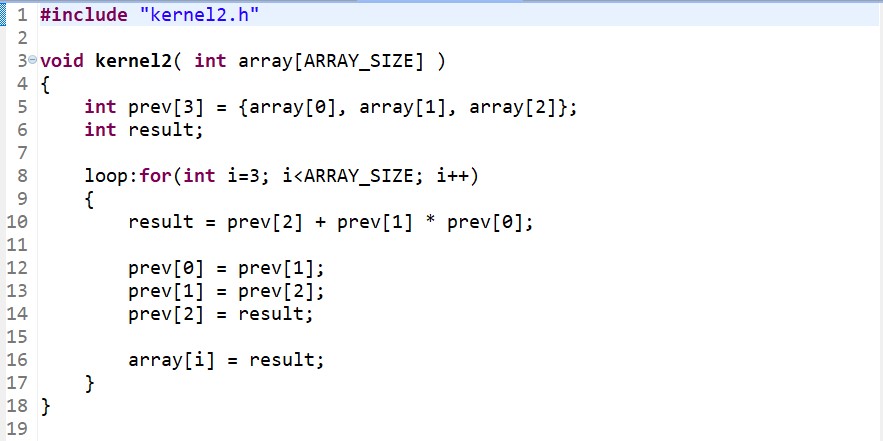 1 #include "kernel2.h"
2
3 void kernel2( int array[ARRAY_SIZE] )
4 {
5     int prev[3] = {array[0], array[1], array[2]};
6     int result;
7
8     loop:for(int i=3; i<ARRAY_SIZE; i++)
9     {
10         result = prev[2] + prev[1] * prev[0];
11
12         prev[0] = prev[1];
13         prev[1] = prev[2];
14         prev[2] = result;
15
16         array[i] = result;
17     }
18 }
19